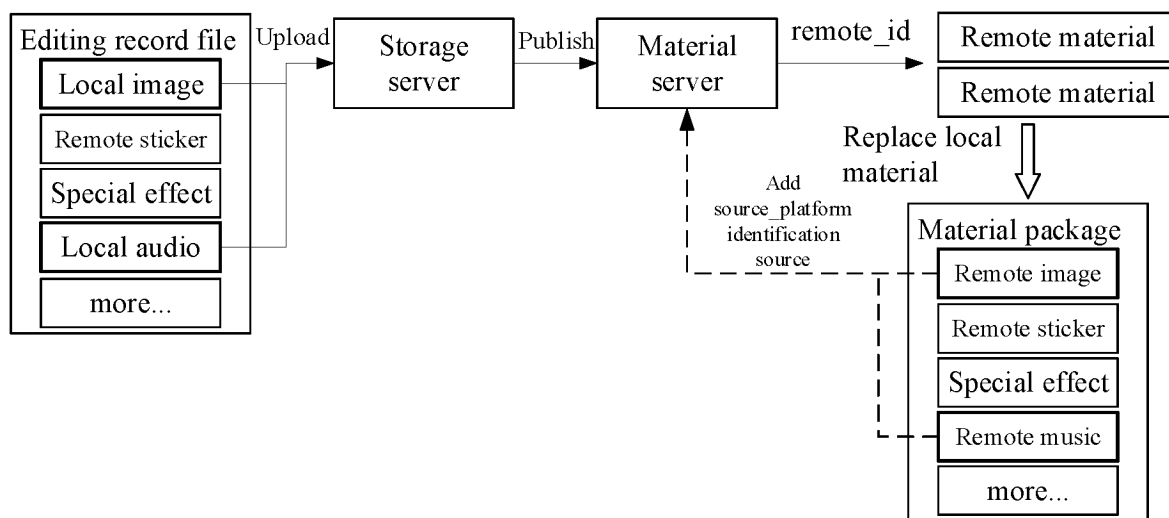 Editing record file
Local image
Remote sticker
Special effect
Local audio
more...
Upload
Storage
server
Publish
Material
server
remote_id
Remote material
Remote material
Replace local
material
Add
source_platform
identification
source
Material package
Remote image
Remote sticker
Special effect
Remote music
more...